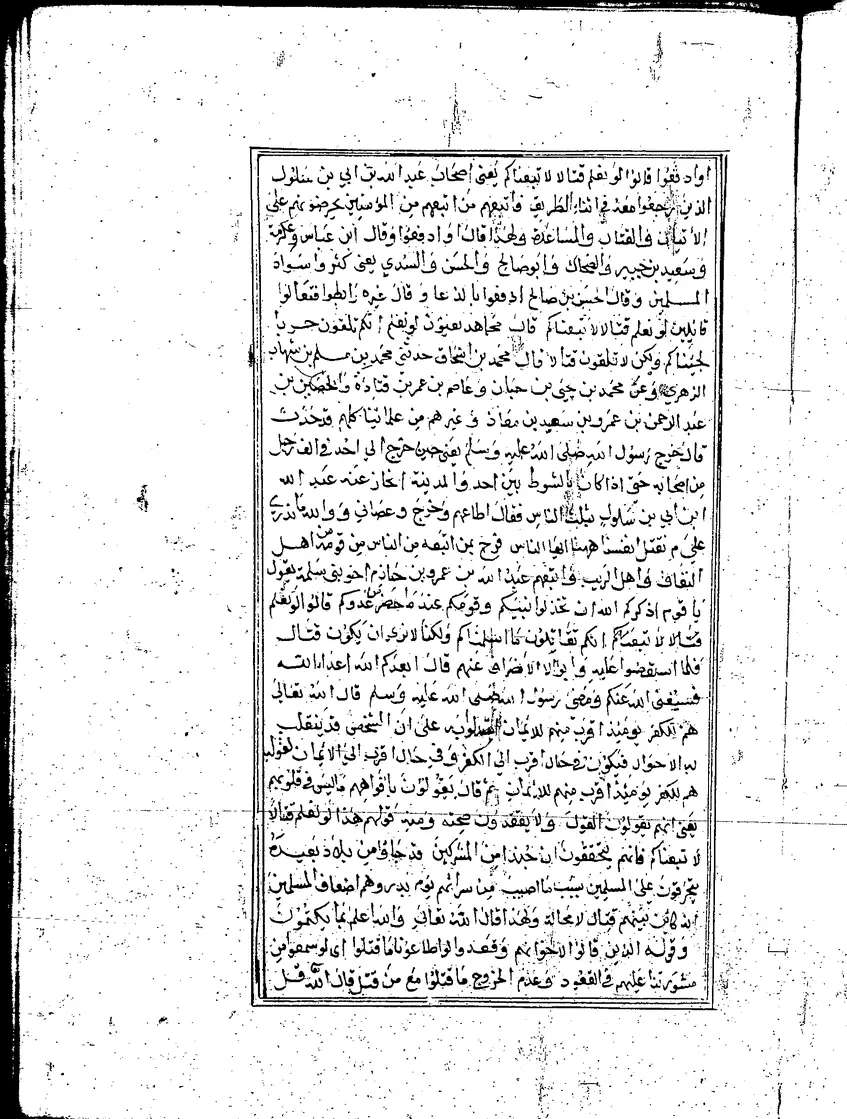 او ادفعوا قالوا لو نعلم قتالا لاتبعناكم يعني اصحاب عبد الله بن ابي بن سلول
الذين رجعوا معه في اثناء الطريق فاتبعهم من اتبعهم من المؤمنين يحرضونهم على
الاتيان والقتال والمساعدة ولهذا قال او ادفعوا وقال ابن عباس وعكرمة
وسعيد بن جبير والضحاك وابو صالح والحسن والسدي يعني كثروا سواد
المسلمين وقال الحسن بن صالح ادفعوا بالدعا وقال غيره رابطوا فتعالوا
قائلين لو نعلم قتالا لاتبعناكم قال مجاهد يعنون لو نعلم انكم تلقون حربا
لجيناكم ولكن لا تلقون قتالا قال محمد بن اسحاق حدثني محمد بن مسلم بن شهاب
الزهري وعن محمد بن يحيى بن حبان وعاصم بن عمر بن قتادة والحصين بن
عبد الرحمن بن عمرو بن سعيد بن معاذ وغيرهم من علمائنا كلهم قد حدث
قال خرج رسول الله صلى الله عليه وسلم يعني حين خرج الى احد في الف رجل
من اصحابه حتى اذا كان بالشوط بين احد والمدينة انحاز عنه عبد الله
ابن ابي بن سلول بثلث الناس فقال اطاعهم وخرج وعصاني ووالله ما ندري
على م نقتل انفسنا ههنا ايها الناس فرجع بمن اتبعه من الناس من قومه من اهل
النفاق واهل الريب واتبعهم عبد الله بن عمرو بن حازم اخو بني سلمة يقول
يا قوم اذكركم الله ان تخذلوا نبيكم وقومكم عند ما حضر من عدوكم قالوا لو نعلم
قتالا لاتبعناكم انكم تقاتلون ما اسلمناكم ولكنا لا نرى ان يكون قتال
فلما استعصوا عليه وابوا الا الانصراف عنهم قال ابعدكم الله اعداء الله
فسيغني الله عنكم ومضى رسول الله صلى الله عليه وسلم قال الله تعالى
هم للكفر يومئذ اقرب منهم للايمان استدلوا به على ان الشخص قد ينقلب
به الاحوال فيكون في حال اقرب الى الكفر وفي حال اقرب الى الايمان لقوله
هم للكفر يومئذ اقرب منهم للايمان ثم قال يقولون بافواههم ما ليس في قلوبهم
يعني انهم يقولون القول ولا يعتقدون صحته ومنه قولهم هذا لو نعلم قتالا
لاتبعناكم فانهم يتحققون ان جندا من المشركين قد جاؤا من بلاد بعيدة
يتحرقون على المسلمين بسبب ما اصيب من سراتهم يوم بدر وهم اضعاف المسلمين
انه كائن بينهم قتال لا محالة ولهذا قال الله تعالى والله اعلم بما يكتمون
وقوله الذين قالوا لاخوانهم وقعدوا لو اطاعونا ما قتلوا اي لو سمعوا من
مشورتنا عليهم في القعود وعدم الخروج ما قتلوا مع من قتل قال الله قل